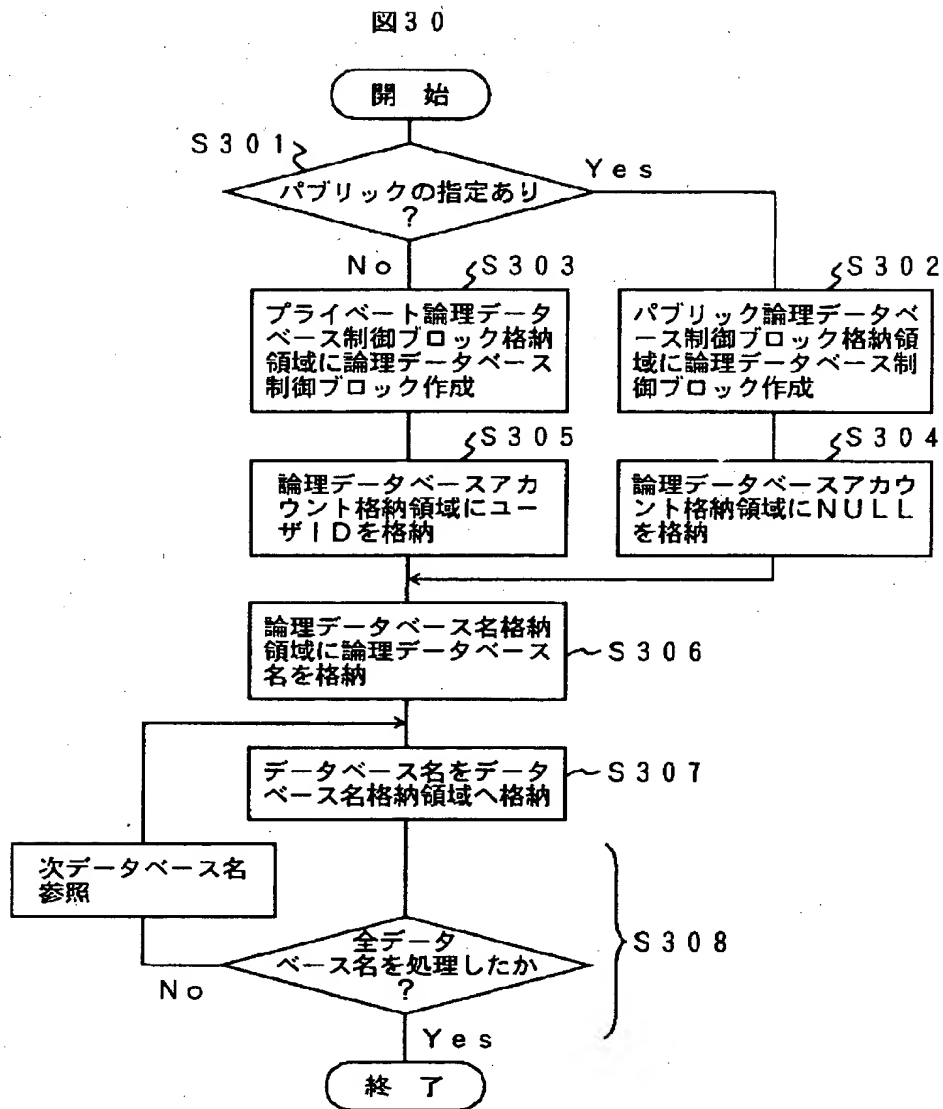 図30
開 始
S301
パブリックの指定あり
?
Yes
No
S303
プライベート論理データ
ベース制御ブロック格納
領域に論理データベース
制御ブロック作成
S302
パブリック論理データベ
ース制御ブロック格納領
域に論理データベース制
御ブロック作成
S305
論理データベースアカ
ウント格納領域にユー
ザIDを格納
S304
論理データベースアカウ
ント格納領域にNULL
を格納
論理データベース名格納
領域に論理データベース
名を格納
S306
データベース名をデータ
ベース名格納領域へ格納
S307
次データベース名
参照
全データ
ベース名を処理したか
?
S308
No
Yes
終 了